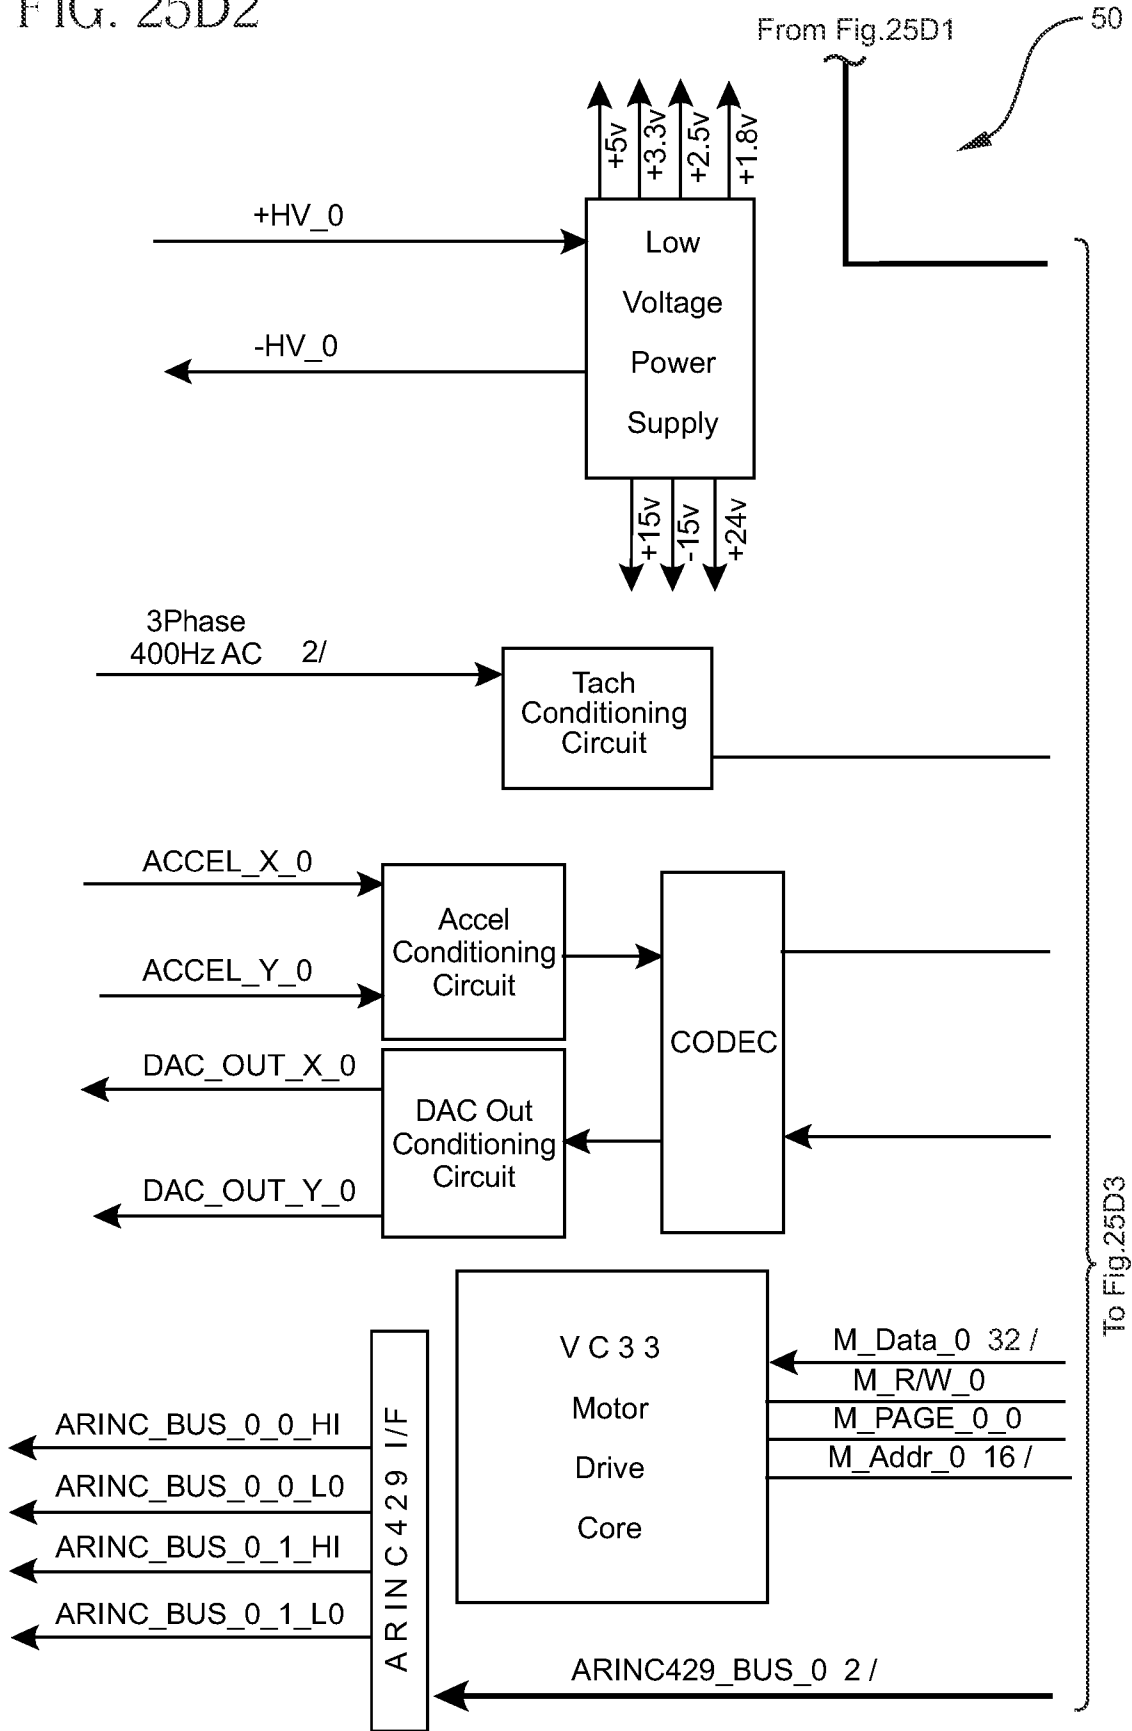 FIG. 25D2
From Fig.25D1
50
+5v
+3.3v
+2.5v
+1.8v
+HV_0
-HV_0
Low
Voltage
Power
Supply
+15v
-15v
+24v
3Phase
400Hz AC 2/
Tach
Conditioning
Circuit
ACCEL_X_0
ACCEL_Y_0
Accel
Conditioning
Circuit
DAC_OUT_X_0
DAC_OUT_Y_0
DAC Out
Conditioning
Circuit
CODEC
To Fig.25D3
VC33
Motor
Drive
Core
M_Data_0 32 /
M_R/W_0
M_PAGE_0_0
M_Addr_0 16 /
ARINC_BUS_0_0_HI
ARINC_BUS_0_0_L0
ARINC_BUS_0_1_HI
ARINC_BUS_0_1_L0
ARINC429 I/F
ARINC429_BUS_0 2 /